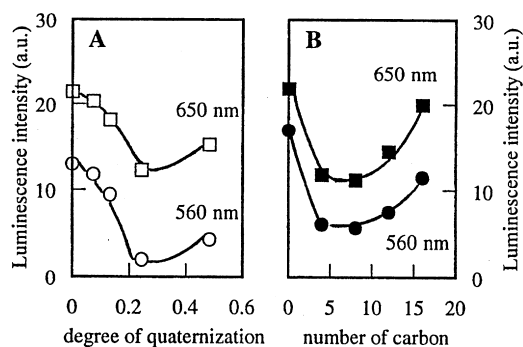 Luminescence intensity (a.u.)
30
20
10
0
A
650 nm
560 nm
0 0.2 0.4 0.6
degree of quaternization
B
650 nm
560 nm
0 5 10 15 20
number of carbon
30
20
10
0
Luminescence intensity (a.u.)